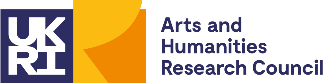 UK
RI
Arts and
Humanities
Research Council